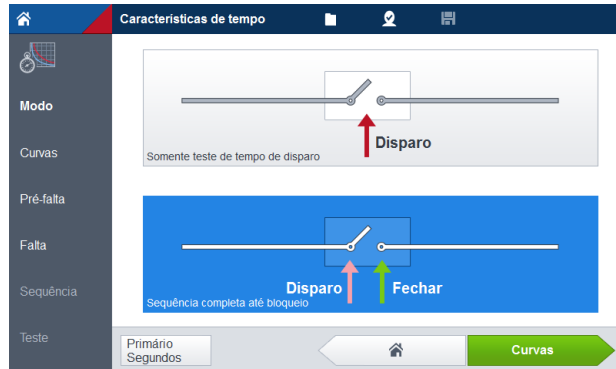 Características de tempo
Modo
Curvas
Pré-falta
Falta
Sequência
Teste
Disparo
Somente teste de tempo de disparo
Disparo
Fechar
Sequência completa até bloqueio
Primário
Segundos
Curvas